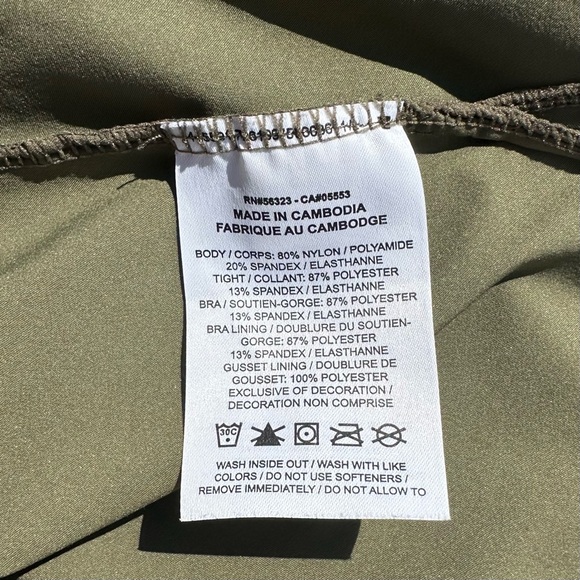 RN#56323 - CA#05553
MADE IN CAMBODIA
FABRIQUE AU CAMBODGE
BODY / CORPS: 80% NYLON / POLYAMIDE
20% SPANDEX / ELASTHANNE
TIGHT / COLLANT: 87% POLYESTER
13% SPANDEX / ELASTHANNE
BRA / SOUTIEN-GORGE: 87% POLYESTER
13% SPANDEX / ELASTHANNE
BRA LINING / DOUBLURE DU SOUTIEN-
GORGE: 87% POLYESTER
13% SPANDEX / ELASTHANNE
GUSSET LINING / DOUBLURE DE
GOUSSET: 100% POLYESTER
EXCLUSIVE OF DECORATION /
DECORATION NON COMPRISE
30C
WASH INSIDE OUT / WASH WITH LIKE
COLORS / DO NOT USE SOFTENERS /
REMOVE IMMEDIATELY / DO NOT ALLOW TO